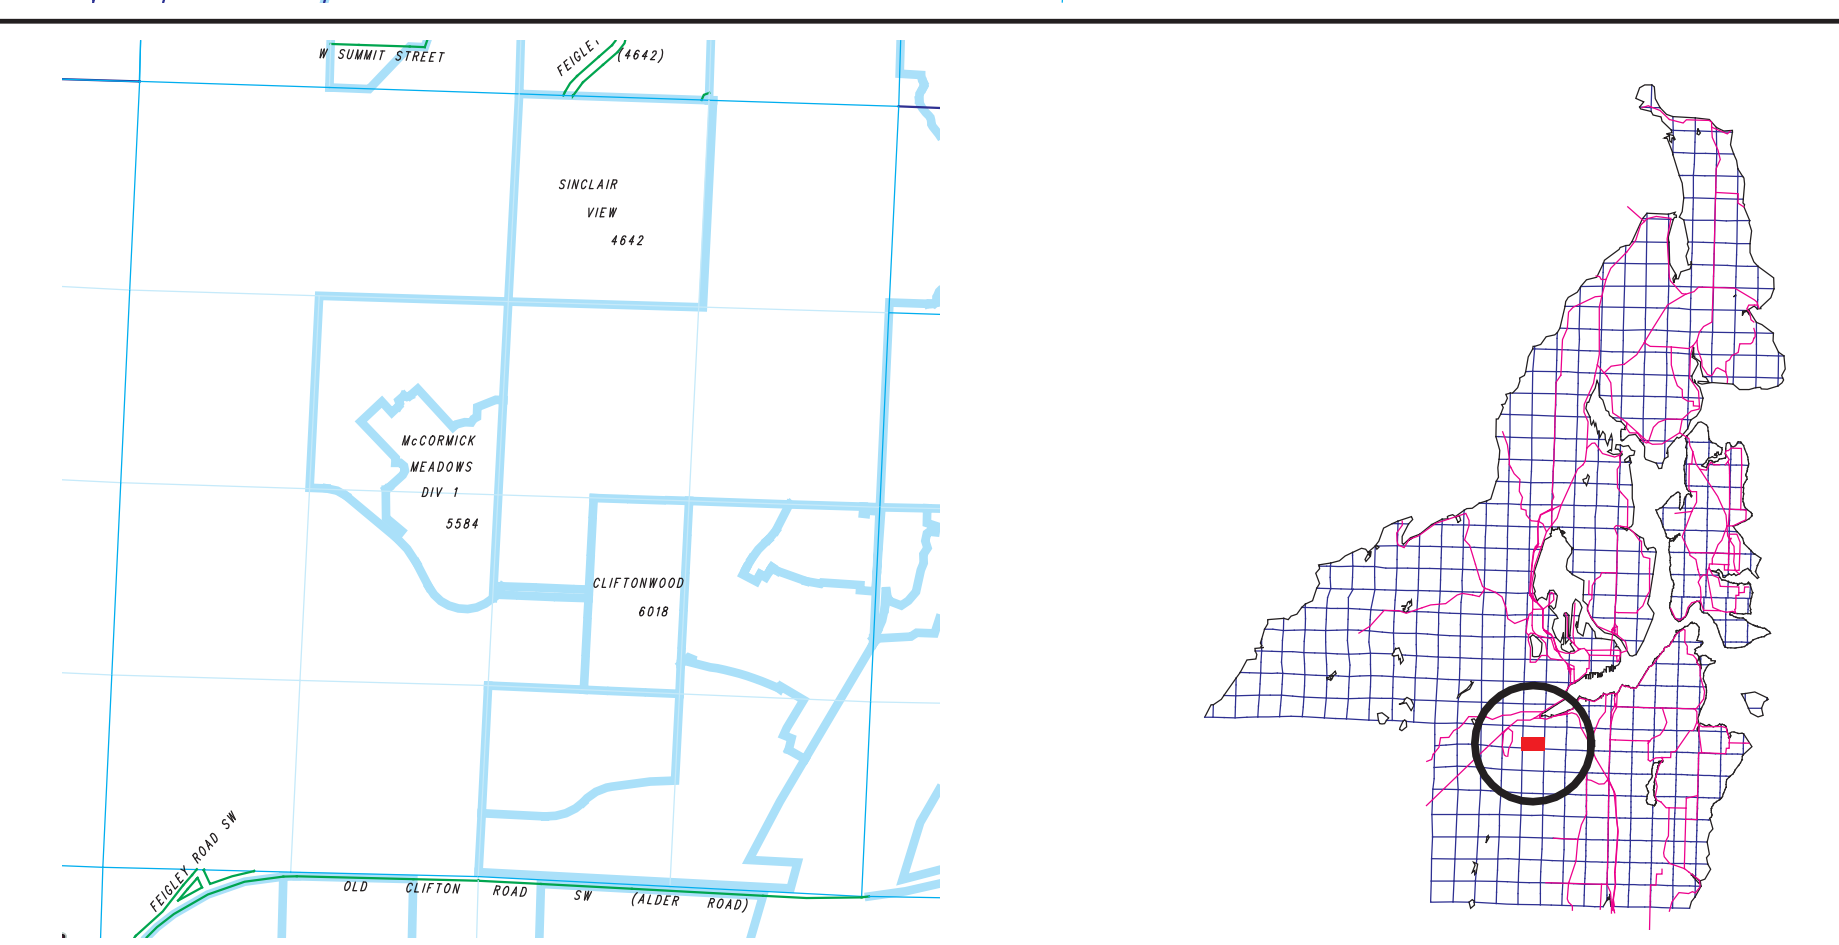 W SUMMIT STREET
FEIGLEY
(4642)
SINCLAIR
VIEW
4642
McCORMICK
MEADOWS
DIV 1
5584
CLIFTONWOOD
6018
FEIGLEY ROAD SW
OLD CLIFTON ROAD SW (ALDER ROAD)